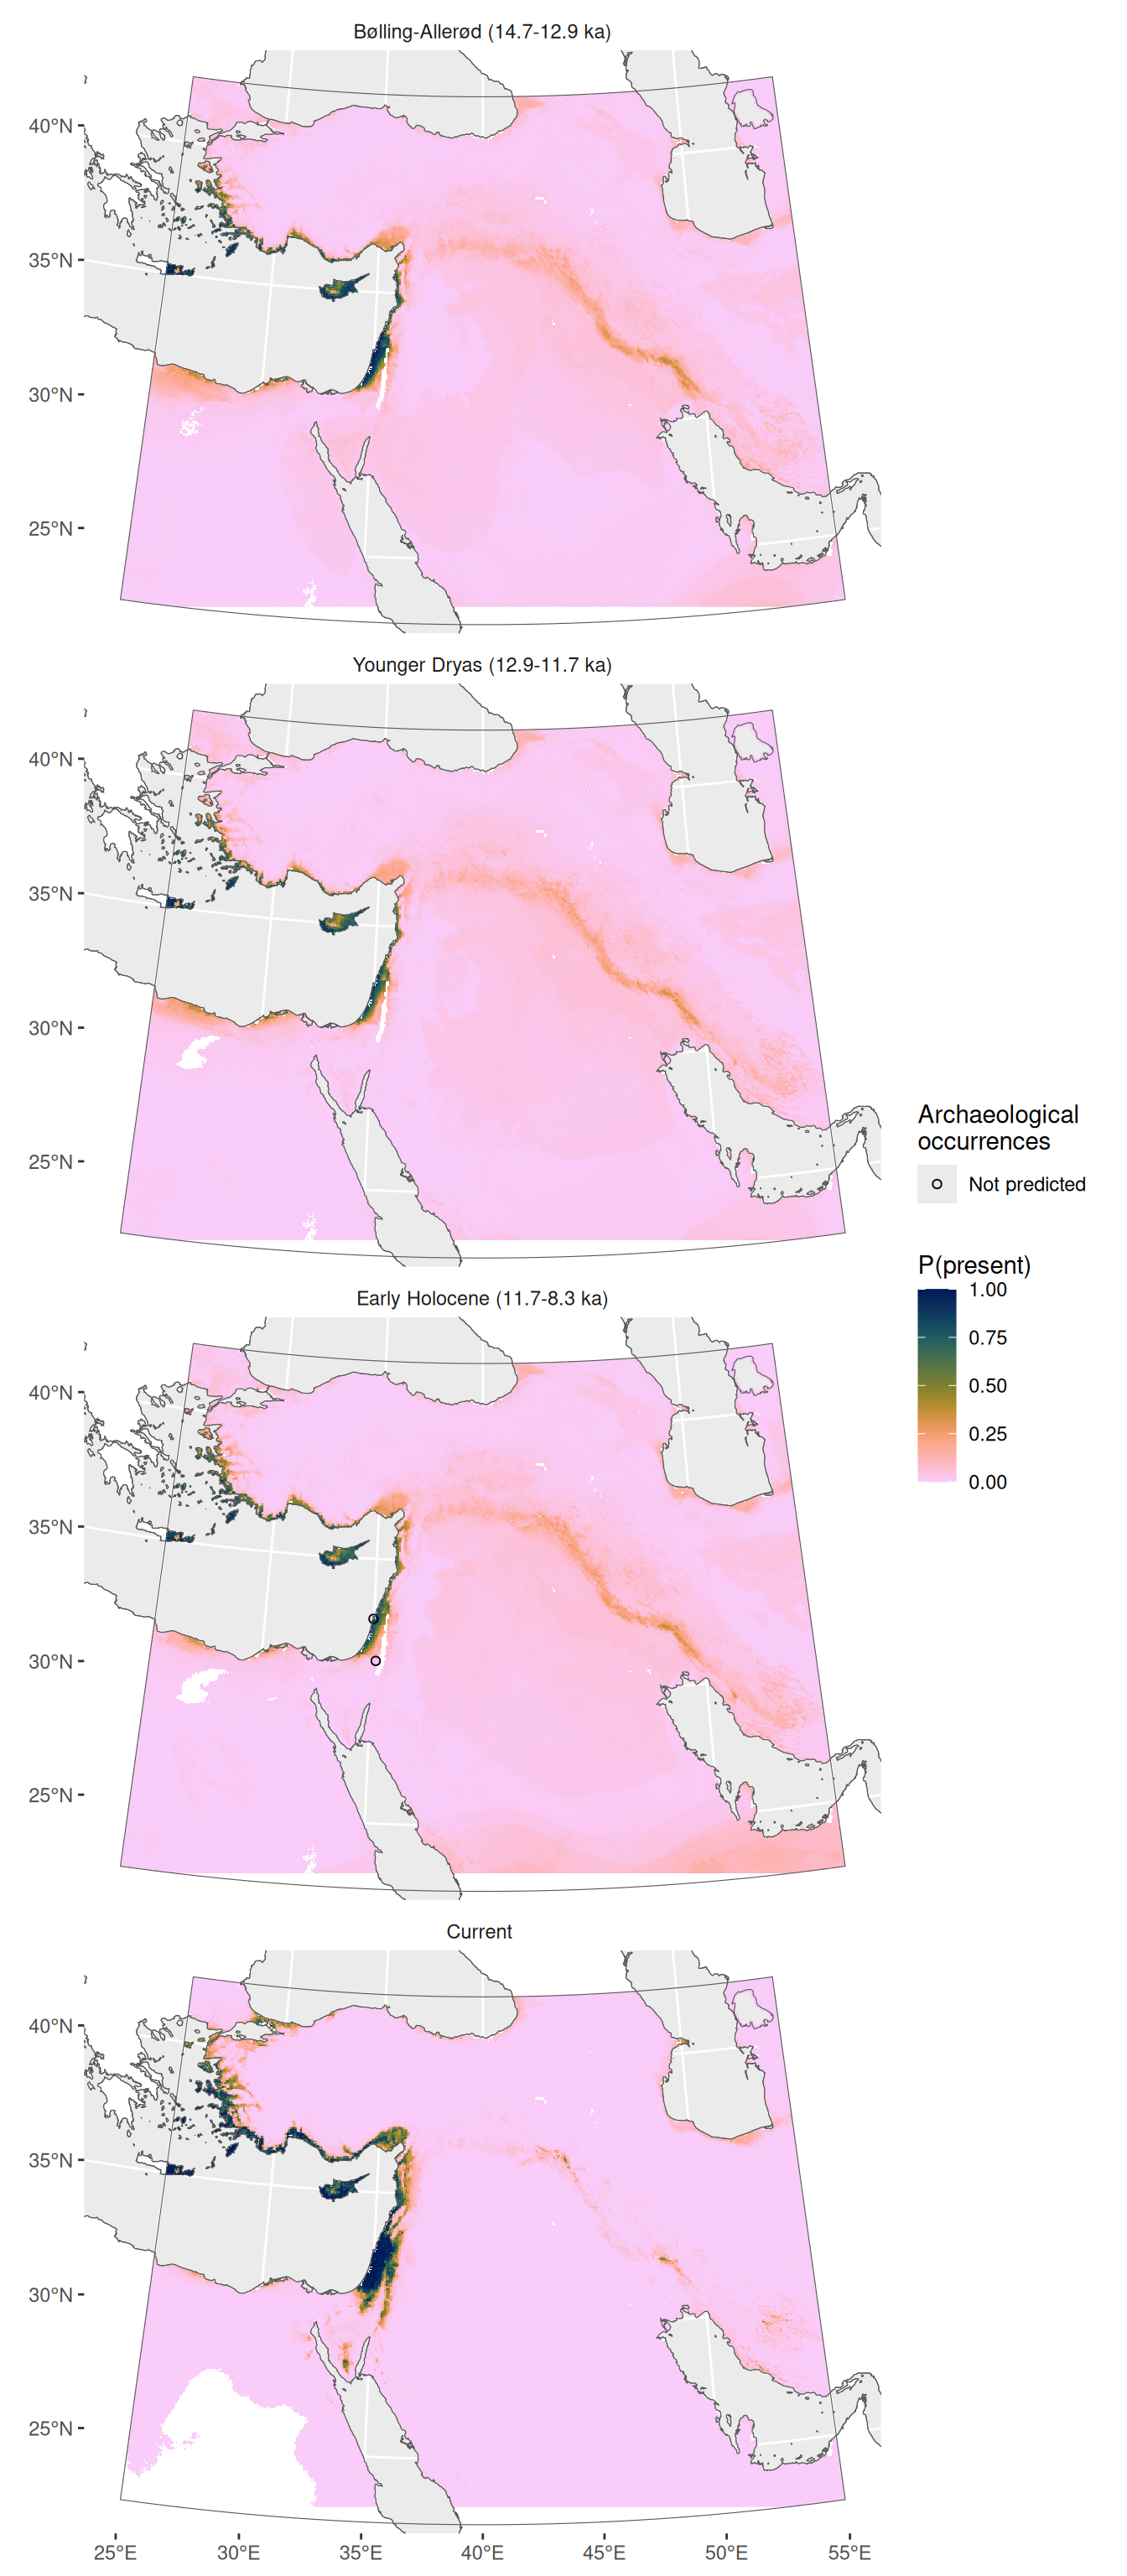 Bølling-Allerød (14.7-12.9 ka)
40°N
35°N
30°N
25°N
Younger Dryas (12.9-11.7 ka)
40°N
35°N
30°N
25°N
Archaeological
occurrences
Not predicted
P(present)
1.00
0.75
0.50
0.25
0.00
Early Holocene (11.7-8.3 ka)
40°N
35°N
30°N
25°N
Current
40°N
35°N
30°N
25°N
25°E 30°E 35°E 40°E 45°E 50°E 55°E